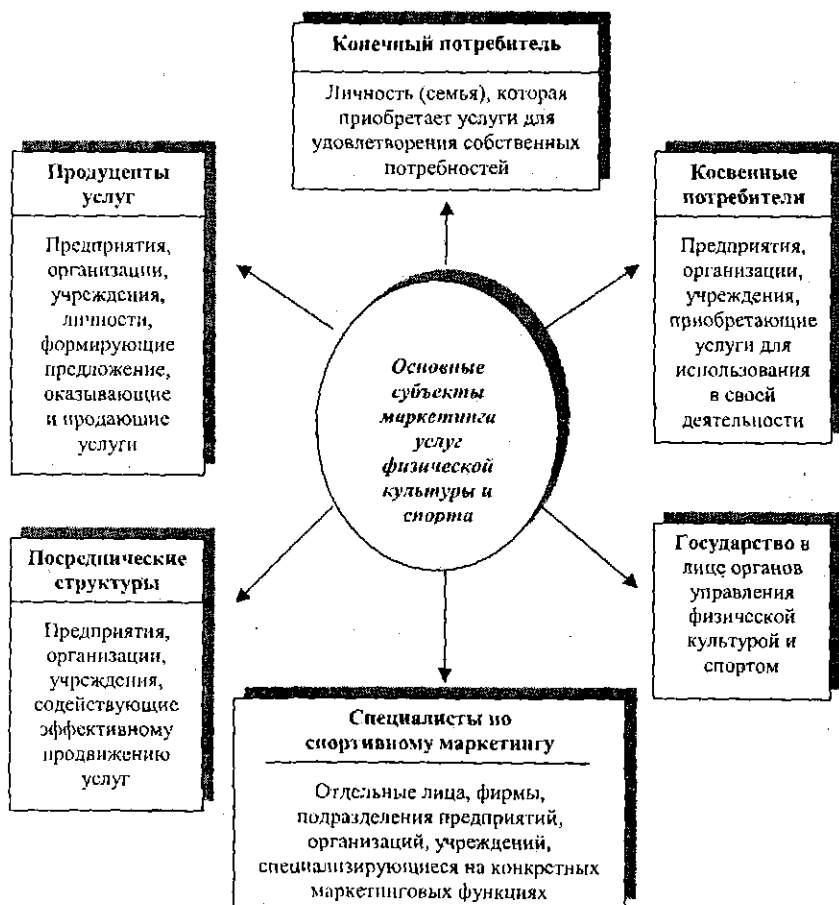 Конечный потребитель
Личность (семья), которая
приобретает услуги для
удовлетворения собственных
потребностей
Продуценты
услуг
Предприятия,
организации,
учреждения,
личности,
формирующие
предложение,
оказывающие
и продающие
услуги
Косвенные
потребители
Предприятия,
организации,
учреждения,
приобретающие
услуги для
использования
в своей
деятельности
Основные
субъекты
маркетинга
услуг
физической
культуры и
спорта
Посреднические
структуры
Предприятия,
организации,
учреждения,
содействующие
эффективному
продвижению
услуг
Государство в
лице органов
управления
физической
культурой и
спортом
Специалисты по
спортивному маркетингу
Отдельные лица, фирмы,
подразделения предприятий,
организаций, учреждений,
специализирующиеся на конкретных
маркетинговых функциях